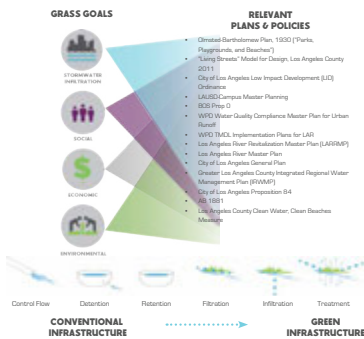 GRASS GOALS
RELEVANT
PLANS & POLICIES
STORMWATER
INFILTRATION
SOCIAL
ECONOMIC
ENVIRONMENTAL
• Olmsted-Bartholomew Plan, 1930 ("Parks,
Playgrounds, and Beaches")
• "Living Streets" Model for Design, Los Angeles County
2011
• City of Los Angeles Low Impact Development (LID)
Ordinance
• LAUSD-Campus Master Planning
• BOS Prop O
• WPD Water Quality Compliance Master Plan for Urban
Runoff
• WPD TMDL Implementation Plans for LAR
• Los Angeles River Revitalization Master Plan (LARRMP)
• Los Angeles River Master Plan
• City of Los Angeles General Plan
• Greater Los Angeles County Integrated Regional Water
Management Plan (IRWMP)
• City of Los Angeles Proposition 84
• AB 1881
• Los Angeles County Clean Water, Clean Beaches
Measure
Control Flow
Detention
Retention
Filtration
Infiltration
Treatment
CONVENTIONAL
INFRASTRUCTURE
GREEN
INFRASTRUCTURE